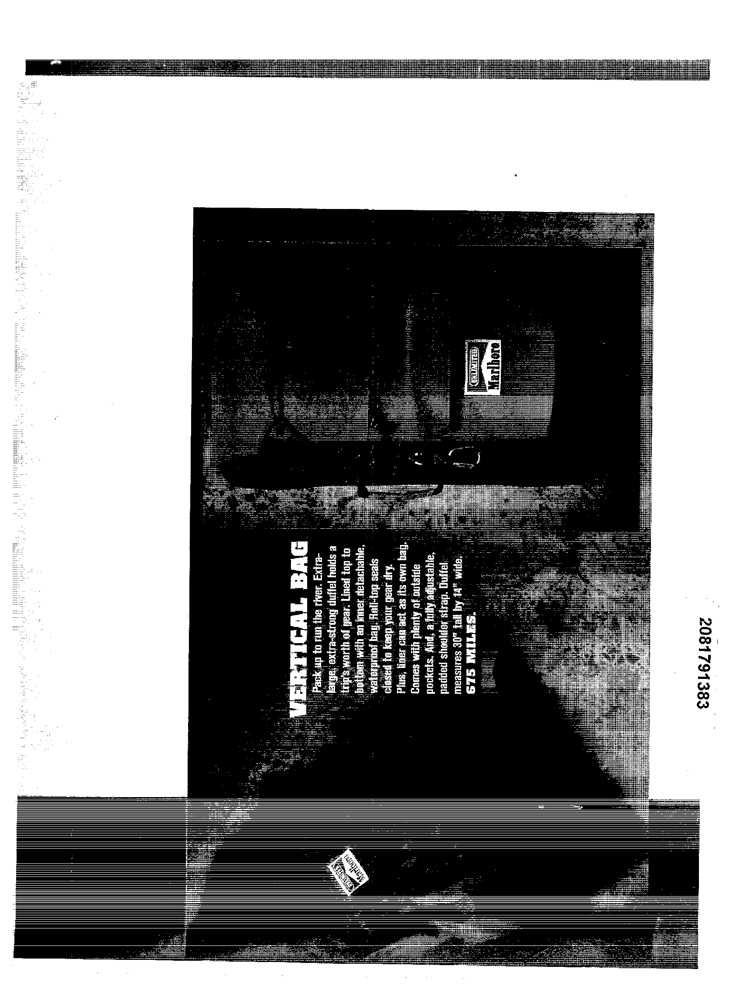 VERTICAL BAG
Pack up to run the river. Extra-
large, extra-strong duffel holds a
trip's worth of gear. Lined top to
bottom with an inner detachable,
waterproof bag. Roll-top seals
closed to keep your gear dry.
Plus, liner can act as its own bag.
Comes with plenty of outside
pockets. And, a fully adjustable,
padded shoulder strap. Duffel
measures 30" tall by 14" wide.
675 MILES.
UNLIMITED
Marlboro
UNLIMITED
Marlboro
2081791383